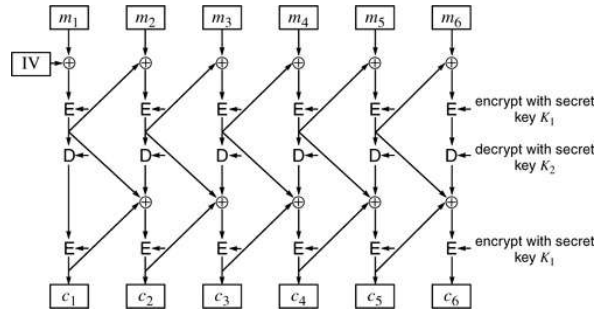 m1 m2 m3 m4 m5 m6
IV
E E E E E E encrypt with secret
key K1
D D D D D D decrypt with secret
key K2
E E E E E E encrypt with secret
key K1
c1 c2 c3 c4 c5 c6